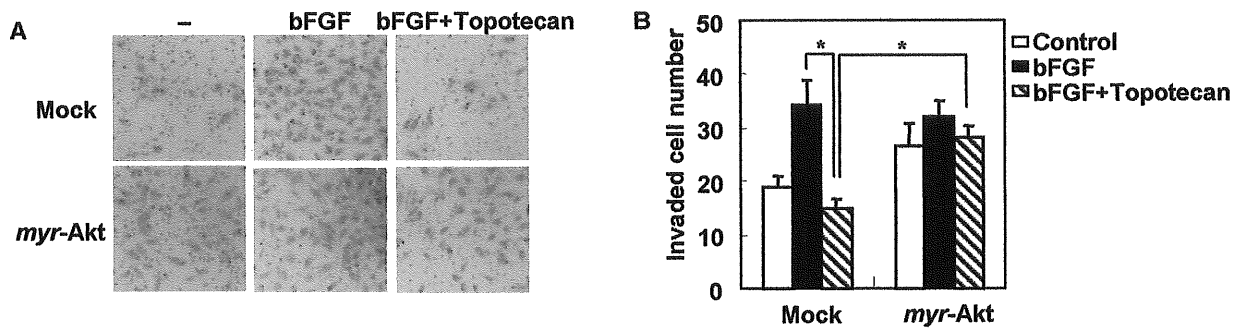 A
– bFGF bFGF+Topotecan
Mock
myr-Akt
B
Invaded cell number
50
40
30
20
10
0
* *
Control
bFGF
bFGF+Topotecan
Mock myr-Akt